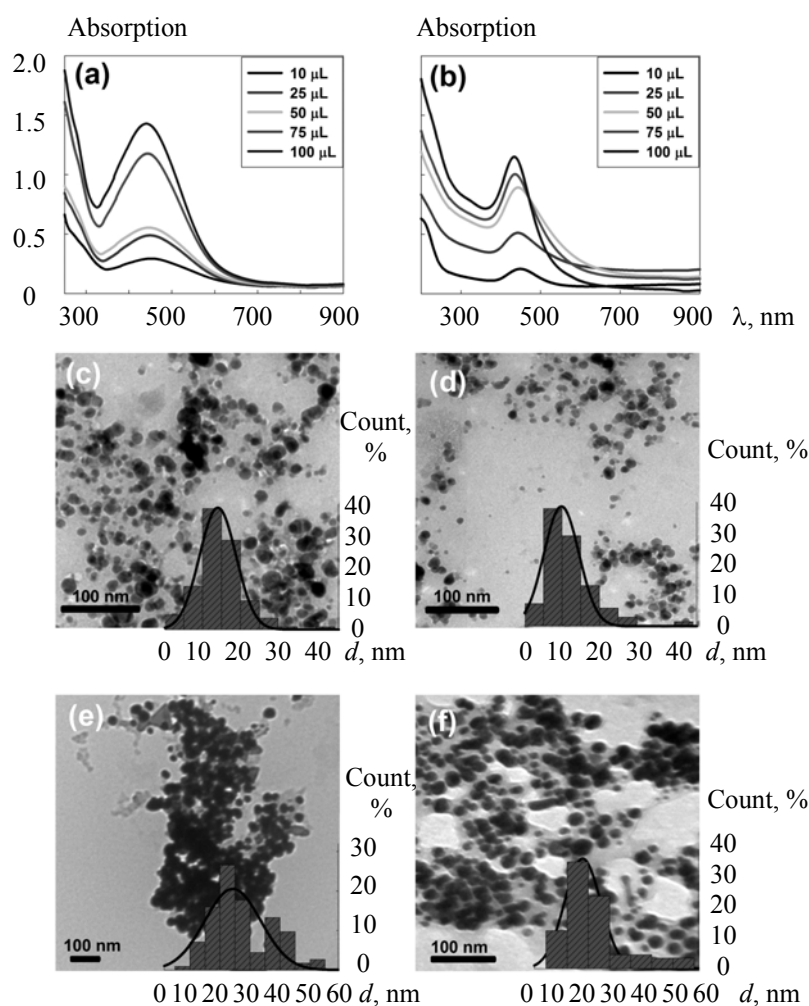 Absorption
Absorption
2.0
1.5
1.0
0.5
0
(a)
10 μL
25 μL
50 μL
75 μL
100 μL
300 500 700 900
(b)
10 μL
25 μL
50 μL
75 μL
100 μL
300 500 700 900 λ, nm
(c)
Count,
%
40
30
20
10
0
100 nm
0 10 20 30 40 d, nm
(d)
Count, %
40
30
20
10
0
100 nm
0 10 20 30 40 d, nm
(e)
Count,
%
30
20
10
0
100 nm
0 10 20 30 40 50 60 d, nm
(f)
Count, %
40
30
20
10
0
100 nm
0 10 20 30 40 50 60 d, nm